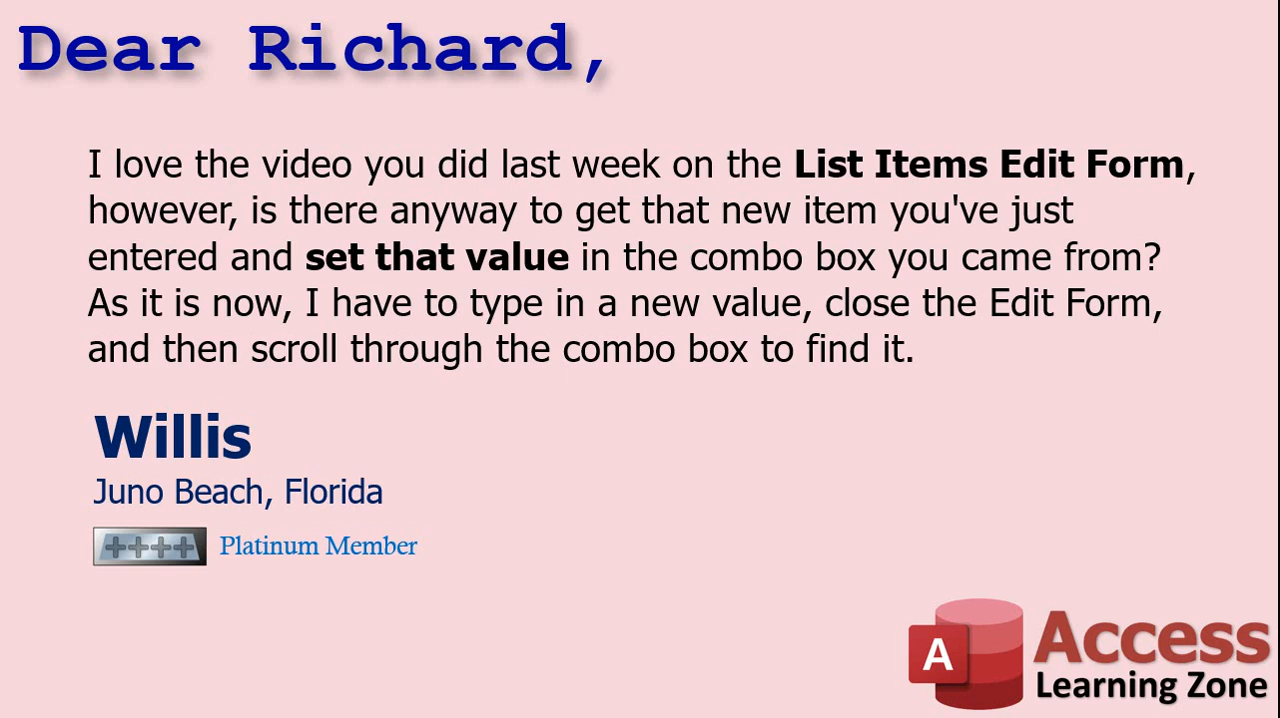 Dear Richard,
I love the video you did last week on the List Items Edit Form,
however, is there anyway to get that new item you've just
entered and set that value in the combo box you came from?
As it is now, I have to type in a new value, close the Edit Form,
and then scroll through the combo box to find it.
Willis
Juno Beach, Florida
++++ Platinum Member
A Access
Learning Zone